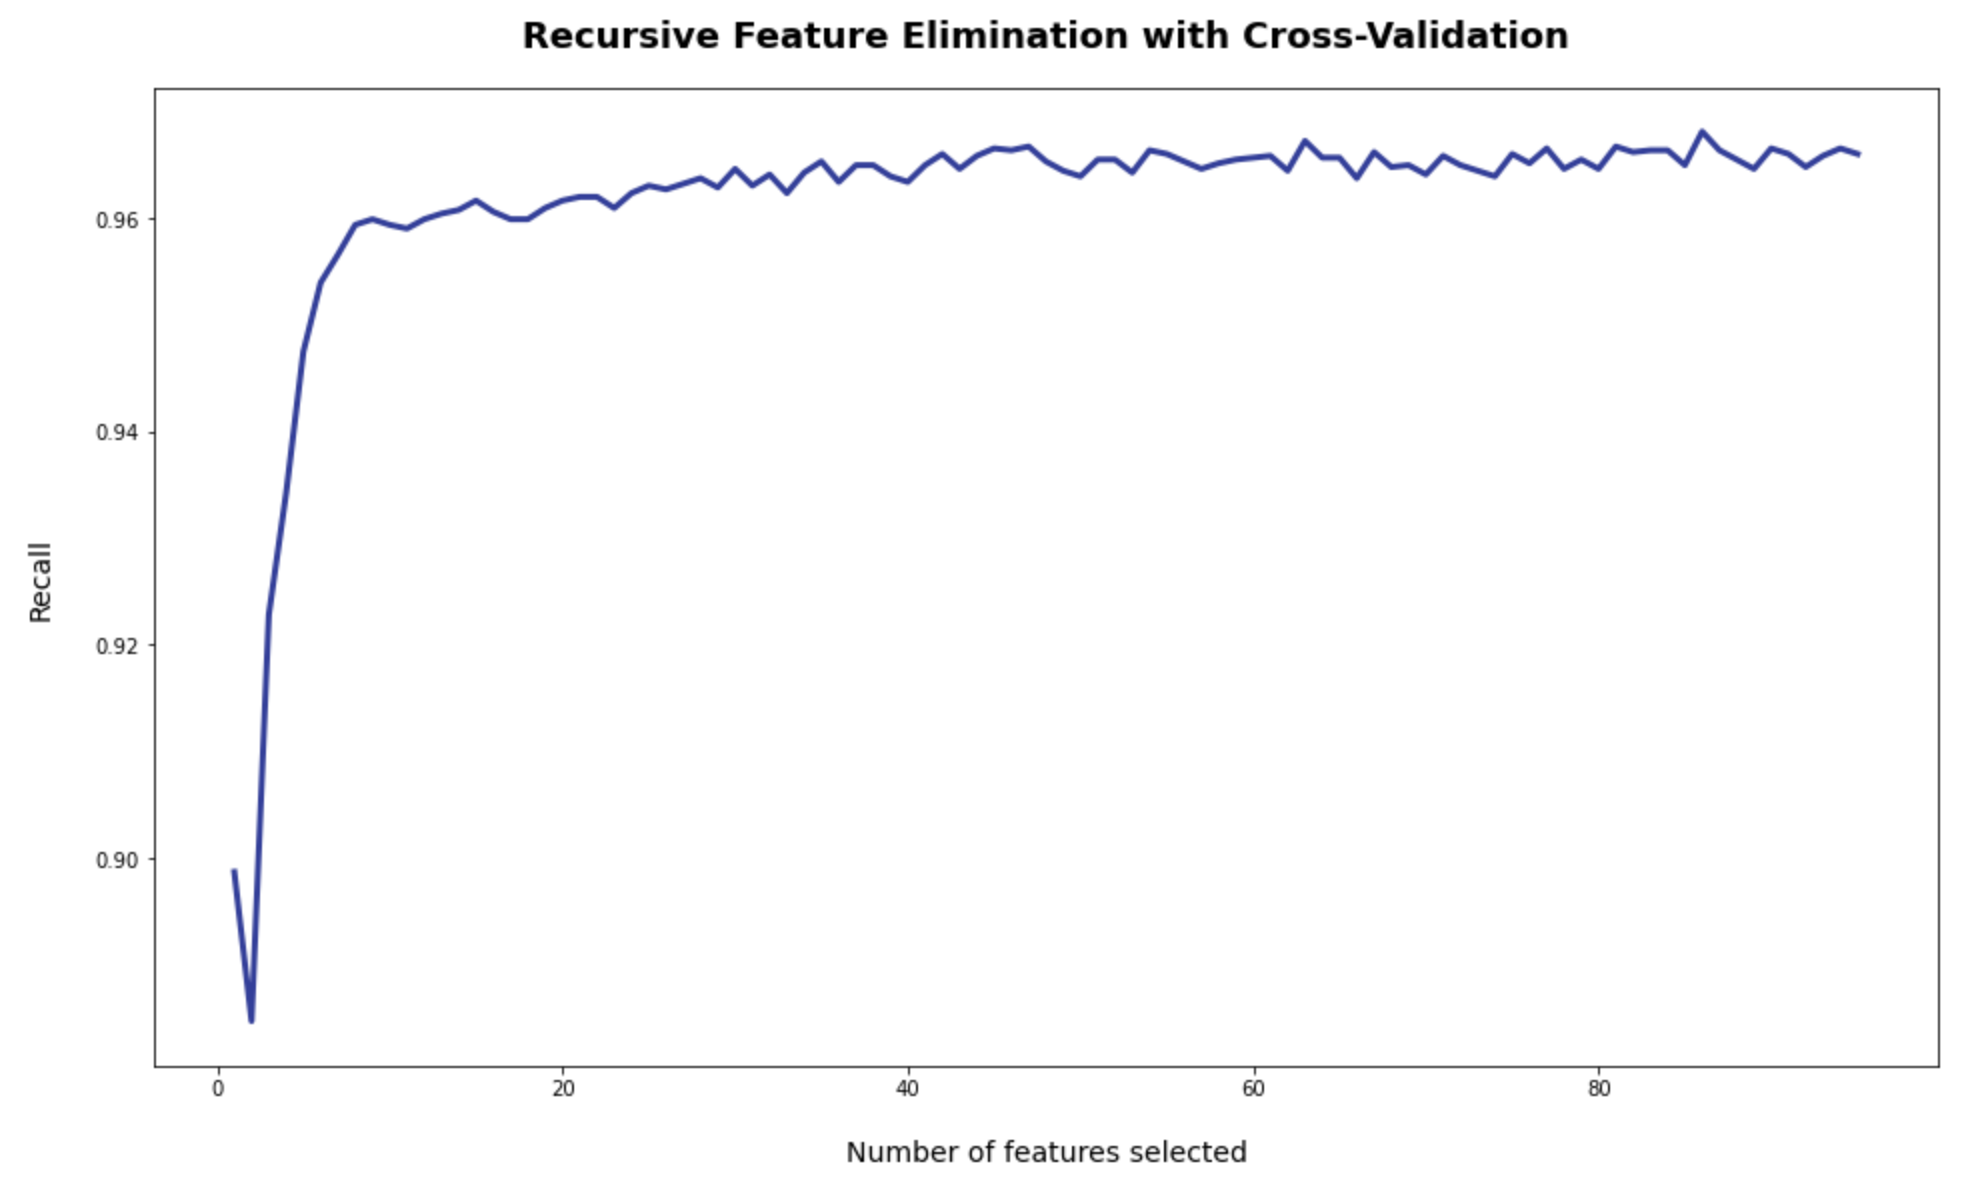 Recursive Feature Elimination with Cross-Validation
0.96
0.94
0.92
0.90
Recall
0 20 40 60 80
Number of features selected